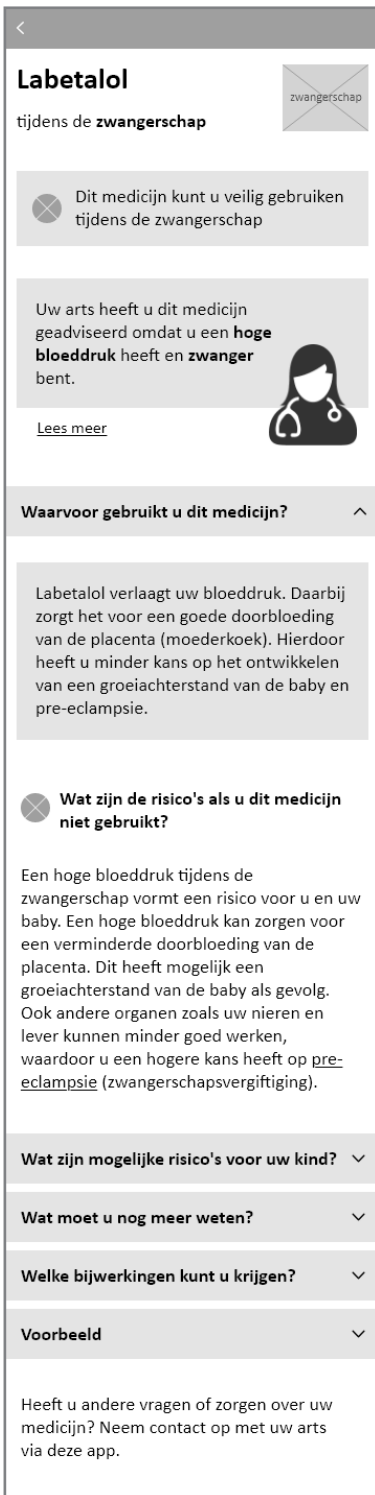 Labetalol
zwangerschap
tijdens de zwangerschap
Dit medicijn kunt u veilig gebruiken
tijdens de zwangerschap
Uw arts heeft u dit medicijn
geadviseerd omdat u een hoge
bloeddruk heeft en zwanger
bent.
Lees meer
Waarvoor gebruikt u dit medicijn?
Labetalol verlaagt uw bloeddruk. Daarbij
zorgt het voor een goede doorbloeding
van de placenta (moederkoek). Hierdoor
heeft u minder kans op het ontwikkelen
van een groeiachterstand van de baby en
pre-eclampsie.
Wat zijn de risico's als u dit medicijn
niet gebruikt?
Een hoge bloeddruk tijdens de
zwangerschap vormt een risico voor u en uw
baby. Een hoge bloeddruk kan zorgen voor
een verminderde doorbloeding van de
placenta. Dit heeft mogelijk een
groeiachterstand van de baby als gevolg.
Ook andere organen zoals uw nieren en
lever kunnen minder goed werken,
waardoor u een hogere kans heeft op pre-
eclampsie (zwangerschapsvergiftiging).
Wat zijn mogelijke risico's voor uw kind?
Wat moet u nog meer weten?
Welke bijwerkingen kunt u krijgen?
Voorbeeld
Heeft u andere vragen of zorgen over uw
medicijn? Neem contact op met uw arts
via deze app.